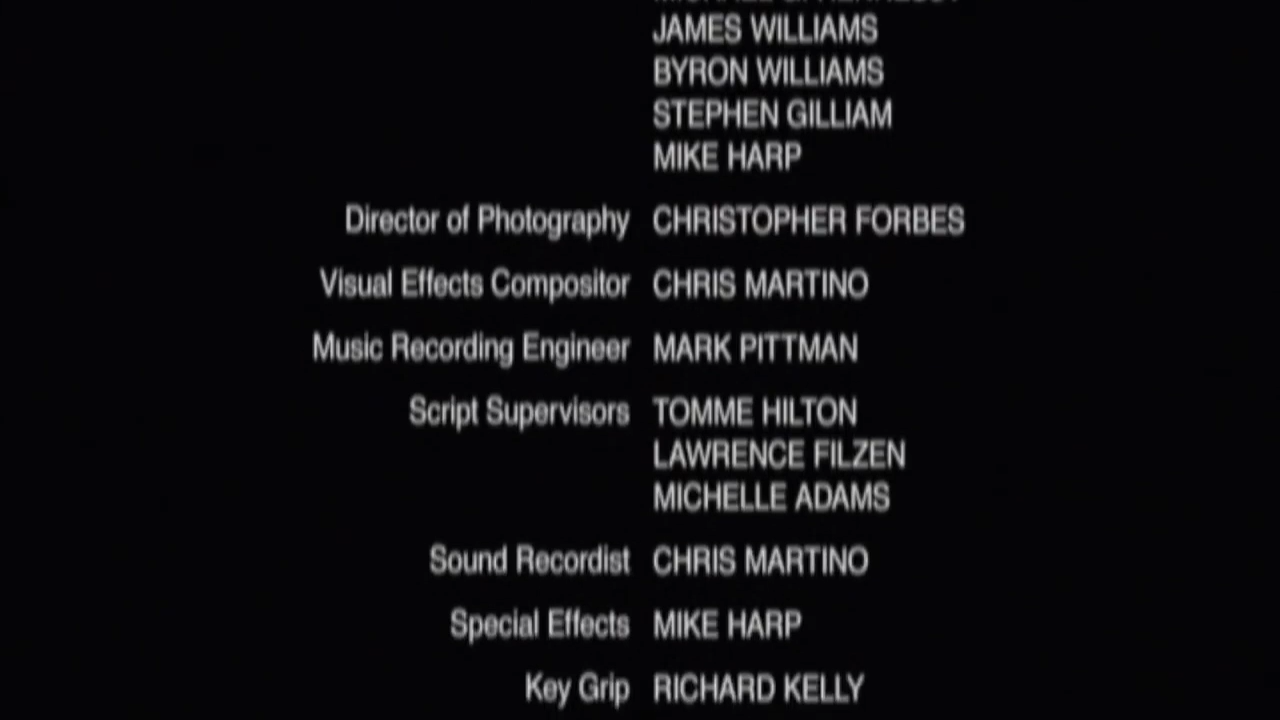 JAMES WILLIAMS
BYRON WILLIAMS
STEPHEN GILLIAM
MIKE HARP
Director of Photography CHRISTOPHER FORBES
Visual Effects Compositor CHRIS MARTINO
Music Recording Engineer MARK PITTMAN
Script Supervisors TOMME HILTON
LAWRENCE FILZEN
MICHELLE ADAMS
Sound Recordist CHRIS MARTINO
Special Effects MIKE HARP
Key Grip RICHARD KELLY